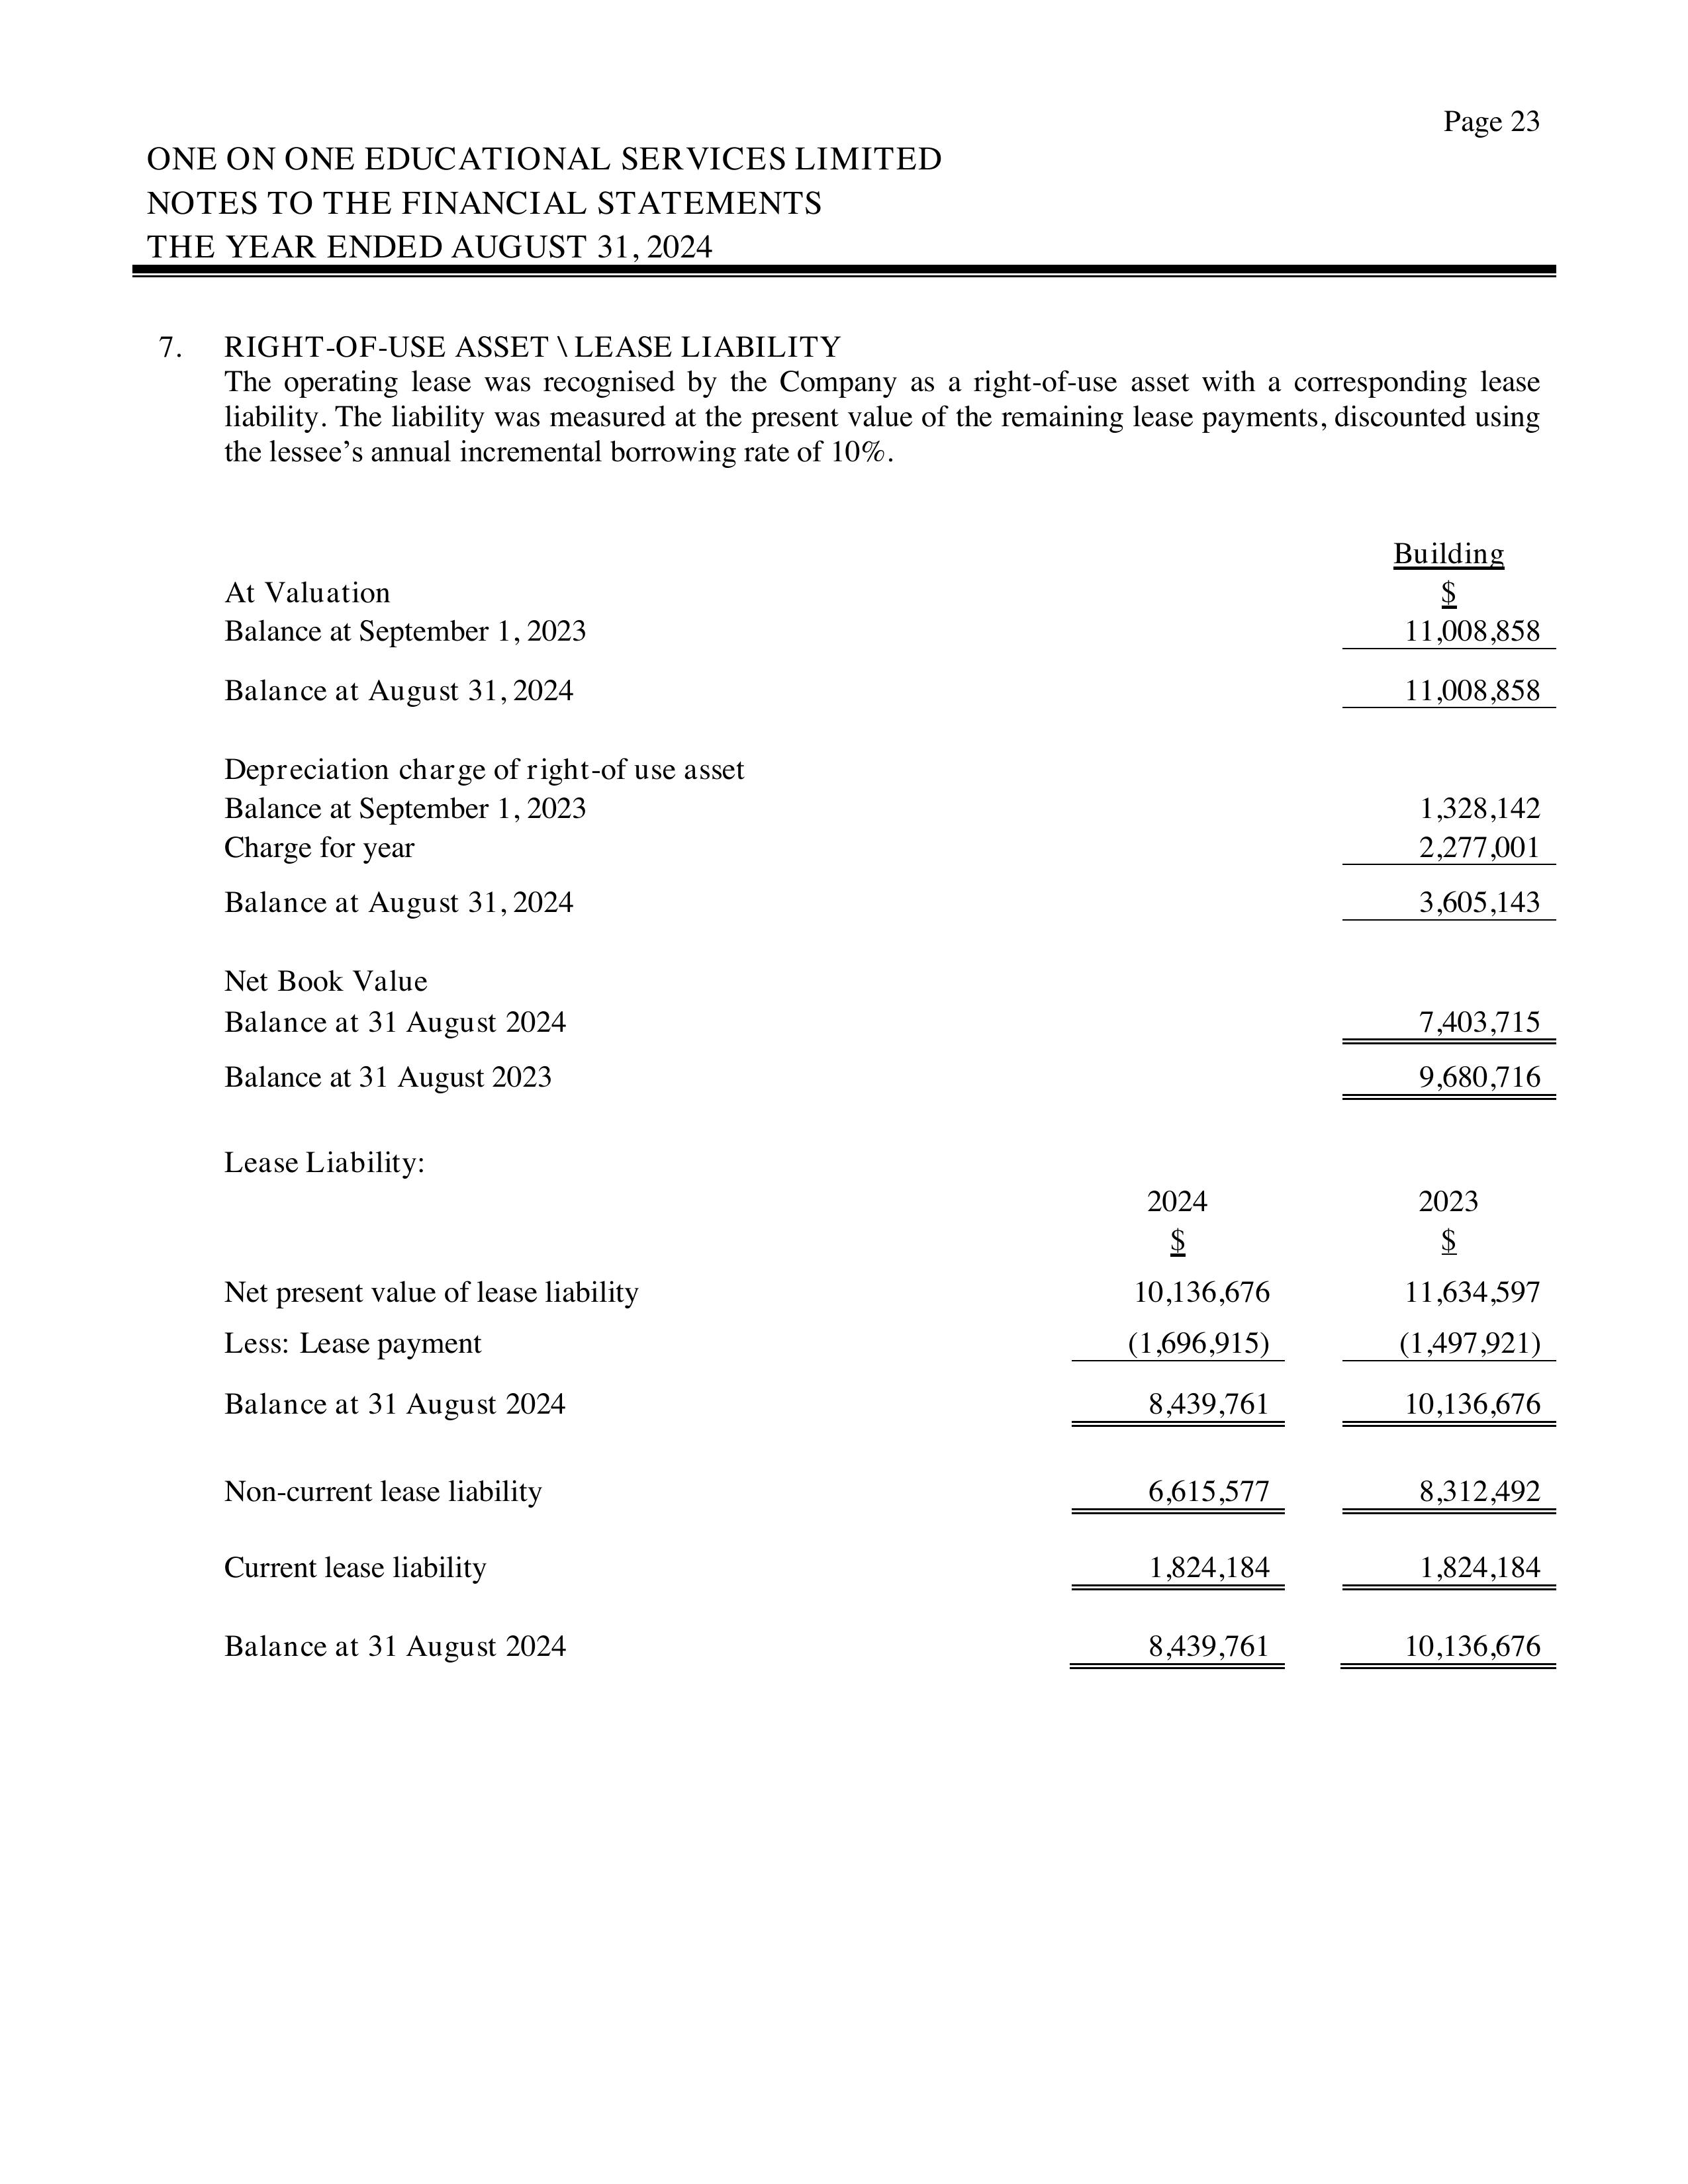 Page 23
ONE ON ONE EDUCATIONAL SERVICES LIMITED
NOTES TO THE FINANCIAL STATEMENTS
THE YEAR ENDED AUGUST 31, 2024
7. RIGHT-OF-USE ASSET \ LEASE LIABILITY
The operating lease was recognised by the Company as a right-of-use asset with a corresponding lease
liability. The liability was measured at the present value of the remaining lease payments, discounted using
the lessee’s annual incremental borrowing rate of 10%.
Building
At Valuation $
Balance at September 1, 2023 11,008,858
Balance at August 31, 2024 11,008,858
Depreciation charge of right-of use asset
Balance at September 1, 2023 1,328,142
Charge for year 2,277,001
Balance at August 31, 2024 3,605,143
Net Book Value
Balance at 31 August 2024 7,403,715
Balance at 31 August 2023 9,680,716
Lease Liability:
2024 2023
$ $
Net present value of lease liability 10,136,676 11,634,597
Less: Lease payment (1,696,915) (1,497,921)
Balance at 31 August 2024 8,439,761 10,136,676
Non-current lease liability 6,615,577 8,312,492
Current lease liability 1,824,184 1,824,184
Balance at 31 August 2024 8,439,761 10,136,676